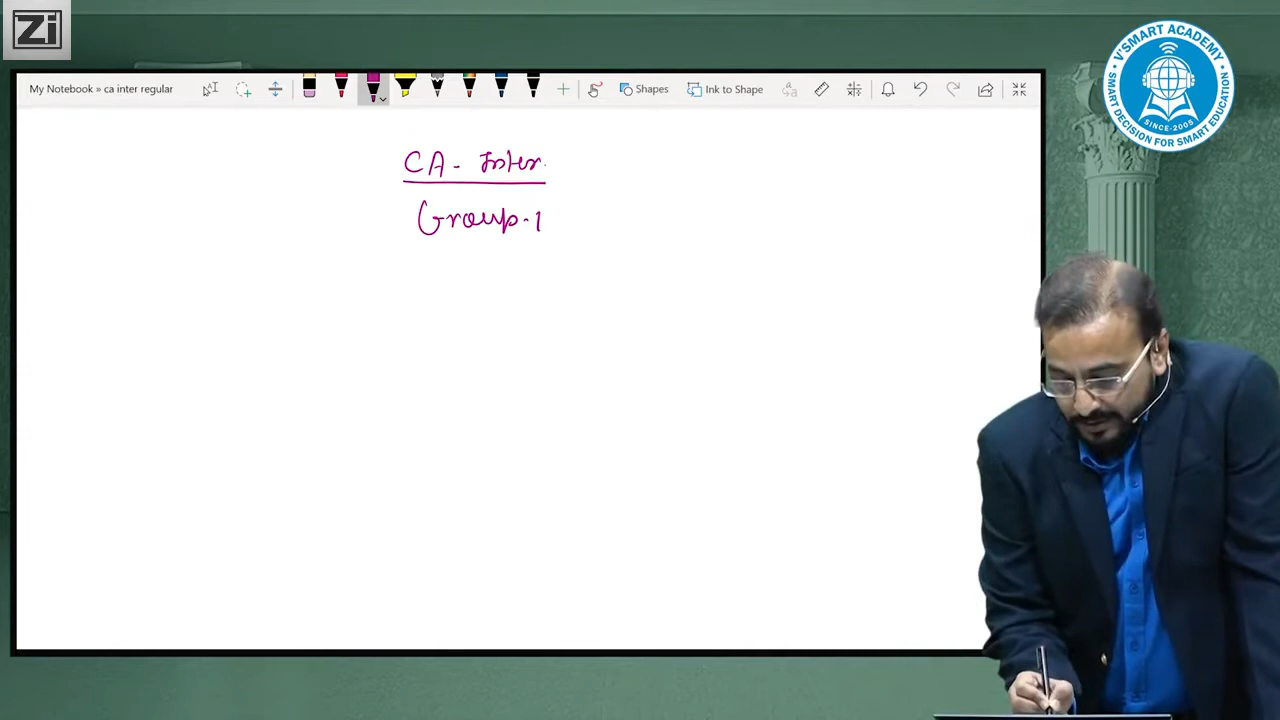 Zi
My Notebook » ca inter regular
Shapes
Ink to Shape
V'SMART ACADEMY
SINCE-2005
SMART DECISION FOR SMART EDUCATION
CA- Inter
Group-1